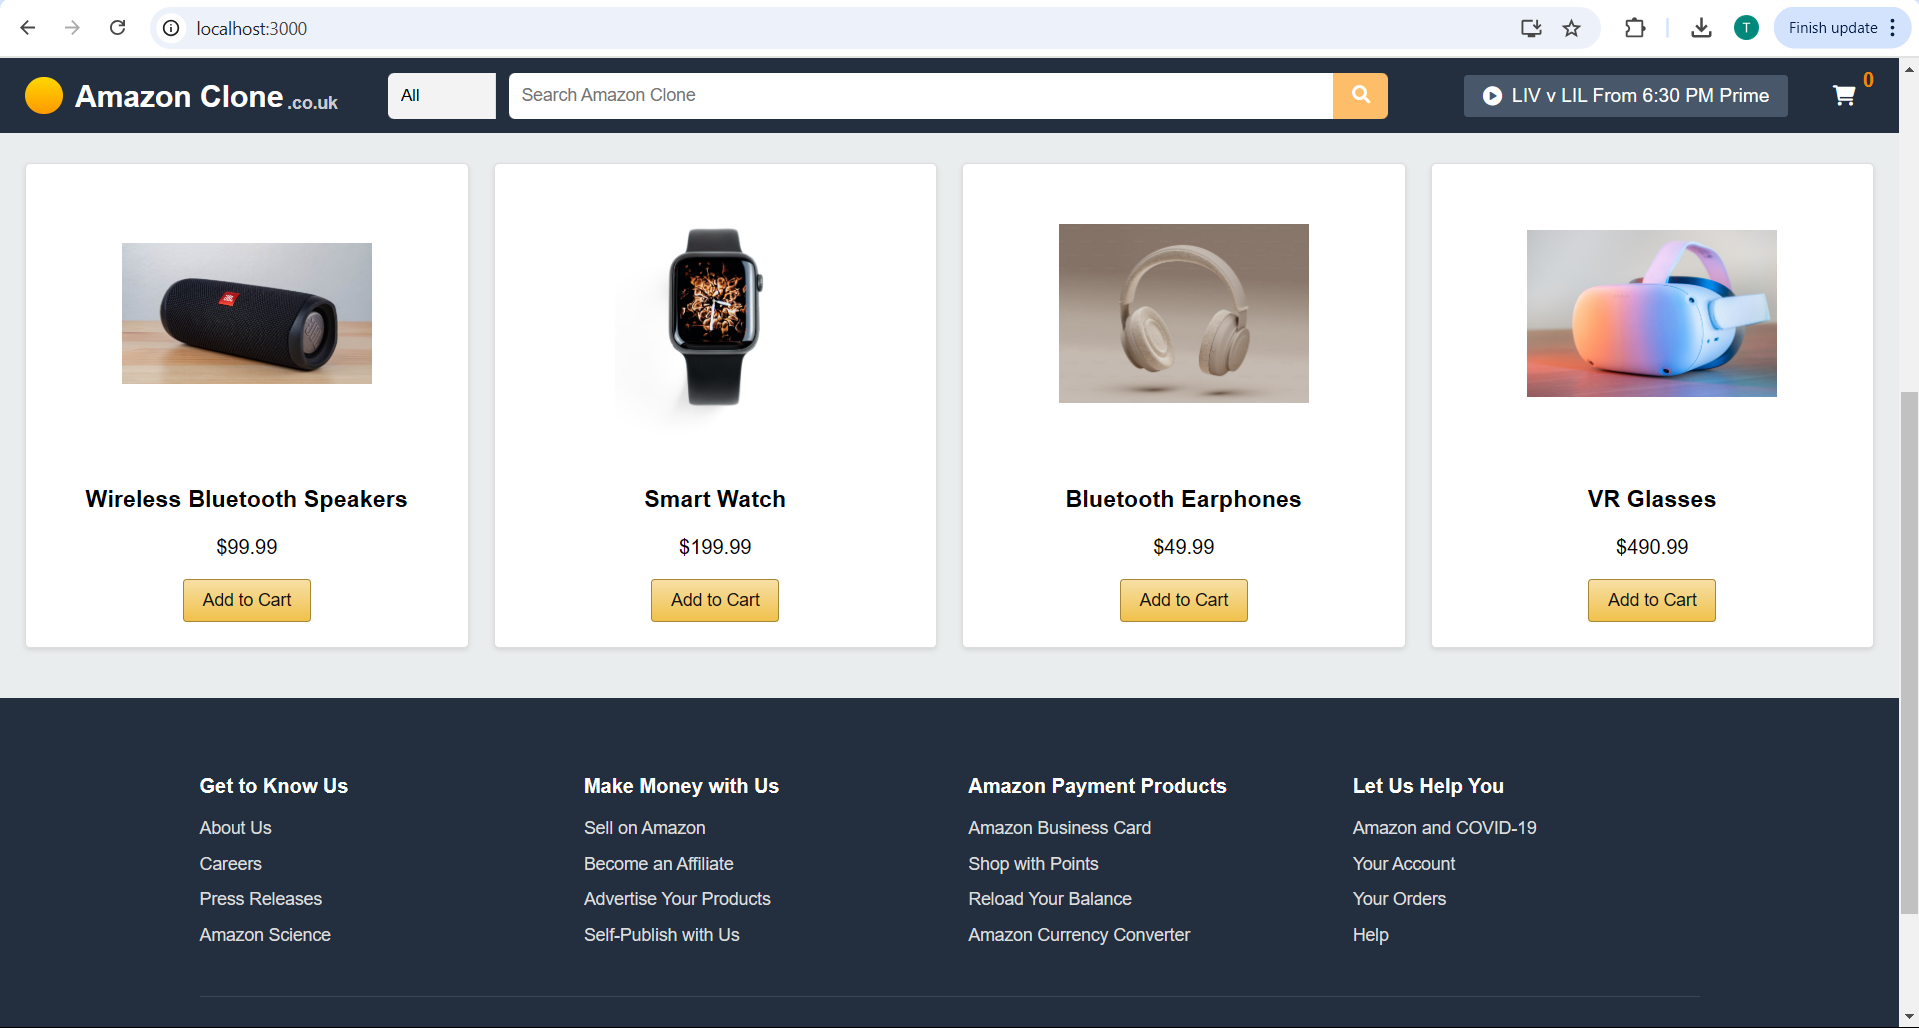 localhost:3000
T
Finish update
Amazon Clone .co.uk
All
Search Amazon Clone
LIV v LIL From 6:30 PM Prime
0
JBL
Wireless Bluetooth Speakers
$99.99
Add to Cart
Smart Watch
$199.99
Add to Cart
Bluetooth Earphones
$49.99
Add to Cart
VR Glasses
$490.99
Add to Cart
Get to Know Us
About Us
Careers
Press Releases
Amazon Science
Make Money with Us
Sell on Amazon
Become an Affiliate
Advertise Your Products
Self-Publish with Us
Amazon Payment Products
Amazon Business Card
Shop with Points
Reload Your Balance
Amazon Currency Converter
Let Us Help You
Amazon and COVID-19
Your Account
Your Orders
Help